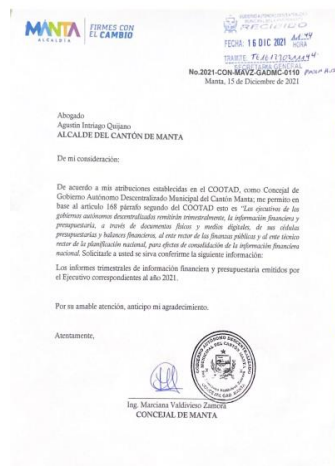 MANTA
ALCALDÍA
FIRMES CON
EL CAMBIO
RECIBIDO
FECHA: 16 DIC 2021 HORA
TRAMITE
SECRETARIA GENERAL
No.2021-CON-MAVZ-GADMC-0110
Manta, 15 de Diciembre de 2021
Abogado
Agustín Intriago Quijano
ALCALDE DEL CANTÓN DE MANTA
De mi consideración:
De acuerdo a mis atribuciones establecidas en el COOTAD, como Concejal de
Gobierno Autónomo Descentralizado Municipal del Cantón Manta; me permito en
base al artículo 168 párrafo segundo del COOTAD esto es "Los ejecutivos de los
gobiernos autónomos descentralizados remitirán trimestralmente, la información financiera y
presupuestaria, a través de documentos físicos y medios digitales, de sus cédulas
presupuestarias y balances financieros, al ente rector de las finanzas públicas y al ente técnico
rector de la planificación nacional, para efectos de consolidación de la información financiera
nacional. Solicitarle a usted se sirva conferirme la siguiente información:
Los informes trimestrales de información financiera y presupuestaria emitidos por
el Ejecutivo correspondientes al año 2021.
Por su amable atención, anticipo mi agradecimiento.
Atentamente,
Ing. Marciana Valdivieso Zamora
CONCEJAL DE MANTA